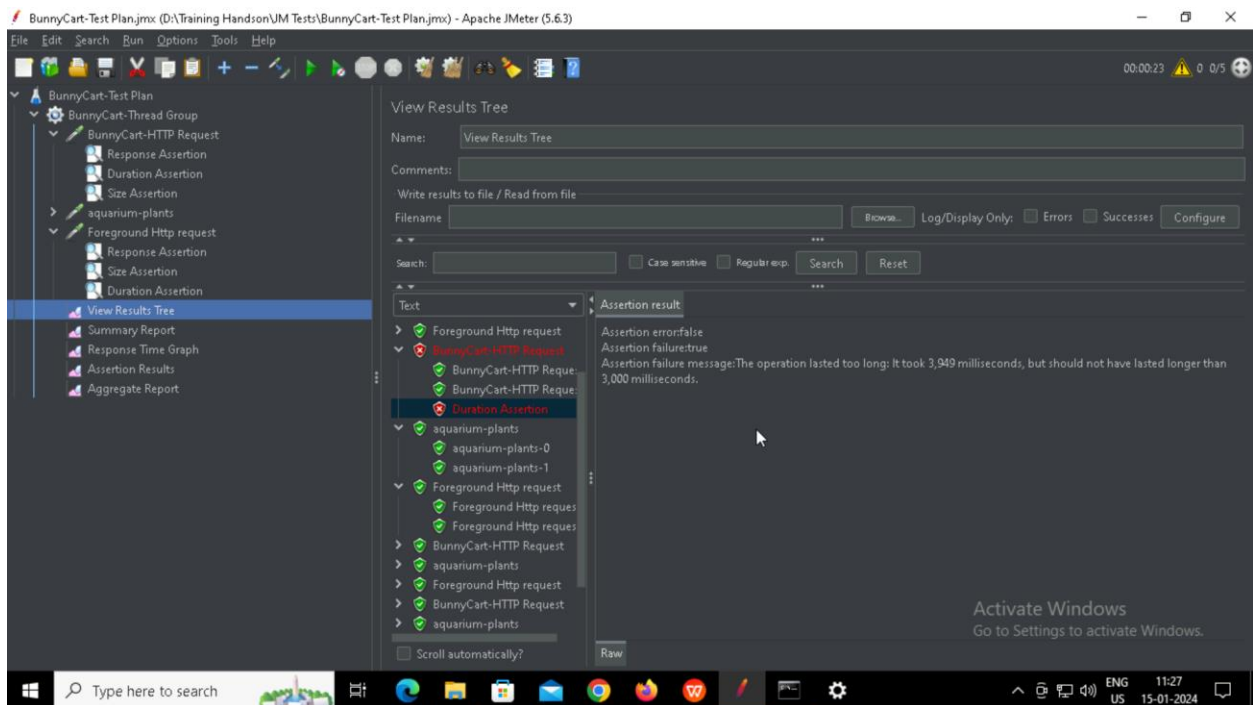 BunnyCart-Test Plan.jmx (D:\Training Handson\JM Tests\BunnyCart-Test Plan.jmx) - Apache JMeter (5.6.3)
File Edit Search Run Options Tools Help
00:00:23 0 0/5
BunnyCart-Test Plan
BunnyCart-Thread Group
BunnyCart-HTTP Request
Response Assertion
Duration Assertion
Size Assertion
aquarium-plants
Foreground Http request
Response Assertion
Size Assertion
Duration Assertion
View Results Tree
Summary Report
Response Time Graph
Assertion Results
Aggregate Report
View Results Tree
Name: View Results Tree
Comments:
Write results to file / Read from file
Filename Browse... Log/Display Only: Errors Successes Configure
Search: Case sensitive Regular exp. Search Reset
Text
Foreground Http request
BunnyCart-HTTP Request
BunnyCart-HTTP Reque
BunnyCart-HTTP Reque
Duration Assertion
aquarium-plants
aquarium-plants-0
aquarium-plants-1
Foreground Http request
Foreground Http reques
Foreground Http reques
BunnyCart-HTTP Request
aquarium-plants
Foreground Http request
BunnyCart-HTTP Request
aquarium-plants
Scroll automatically?
Assertion result
Assertion error:false
Assertion failure:true
Assertion failure message:The operation lasted too long: It took 3,949 milliseconds, but should not have lasted longer than
3,000 milliseconds.
Raw
Activate Windows
Go to Settings to activate Windows.
Type here to search
ENG
US
11:27
15-01-2024